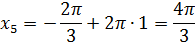 x₅ = −2π/3 + 2π · 1 = 4π/3